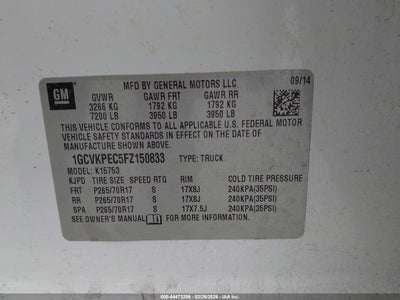 GM
MFD BY GENERAL MOTORS LLC 09/14
GVWR GAWR FRT GAWR RR
3266 KG 1792 KG 1792 KG
7200 LB 3950 LB 3950 LB
THIS VEHICLE CONFORMS TO ALL APPLICABLE U.S. FEDERAL MOTOR
VEHICLE SAFETY STANDARDS IN EFFECT ON THE DATE OF
MANUFACTURE SHOWN ABOVE.
1GCVKPEC5FZ150833 TYPE: TRUCK
MODEL: K15753
KJPO TIRE SIZE SPEED RTG RIM COLD TIRE PRESSURE
FRT P265/70R17 S 17X8J 240KPA(35PSI)
RR P265/70R17 S 17X8J 240KPA(35PSI)
SPA P265/70R17 S 17X7.5J 240KPA(35PSI)
SEE OWNER'S MANUAL FOR MORE INFORMATION.